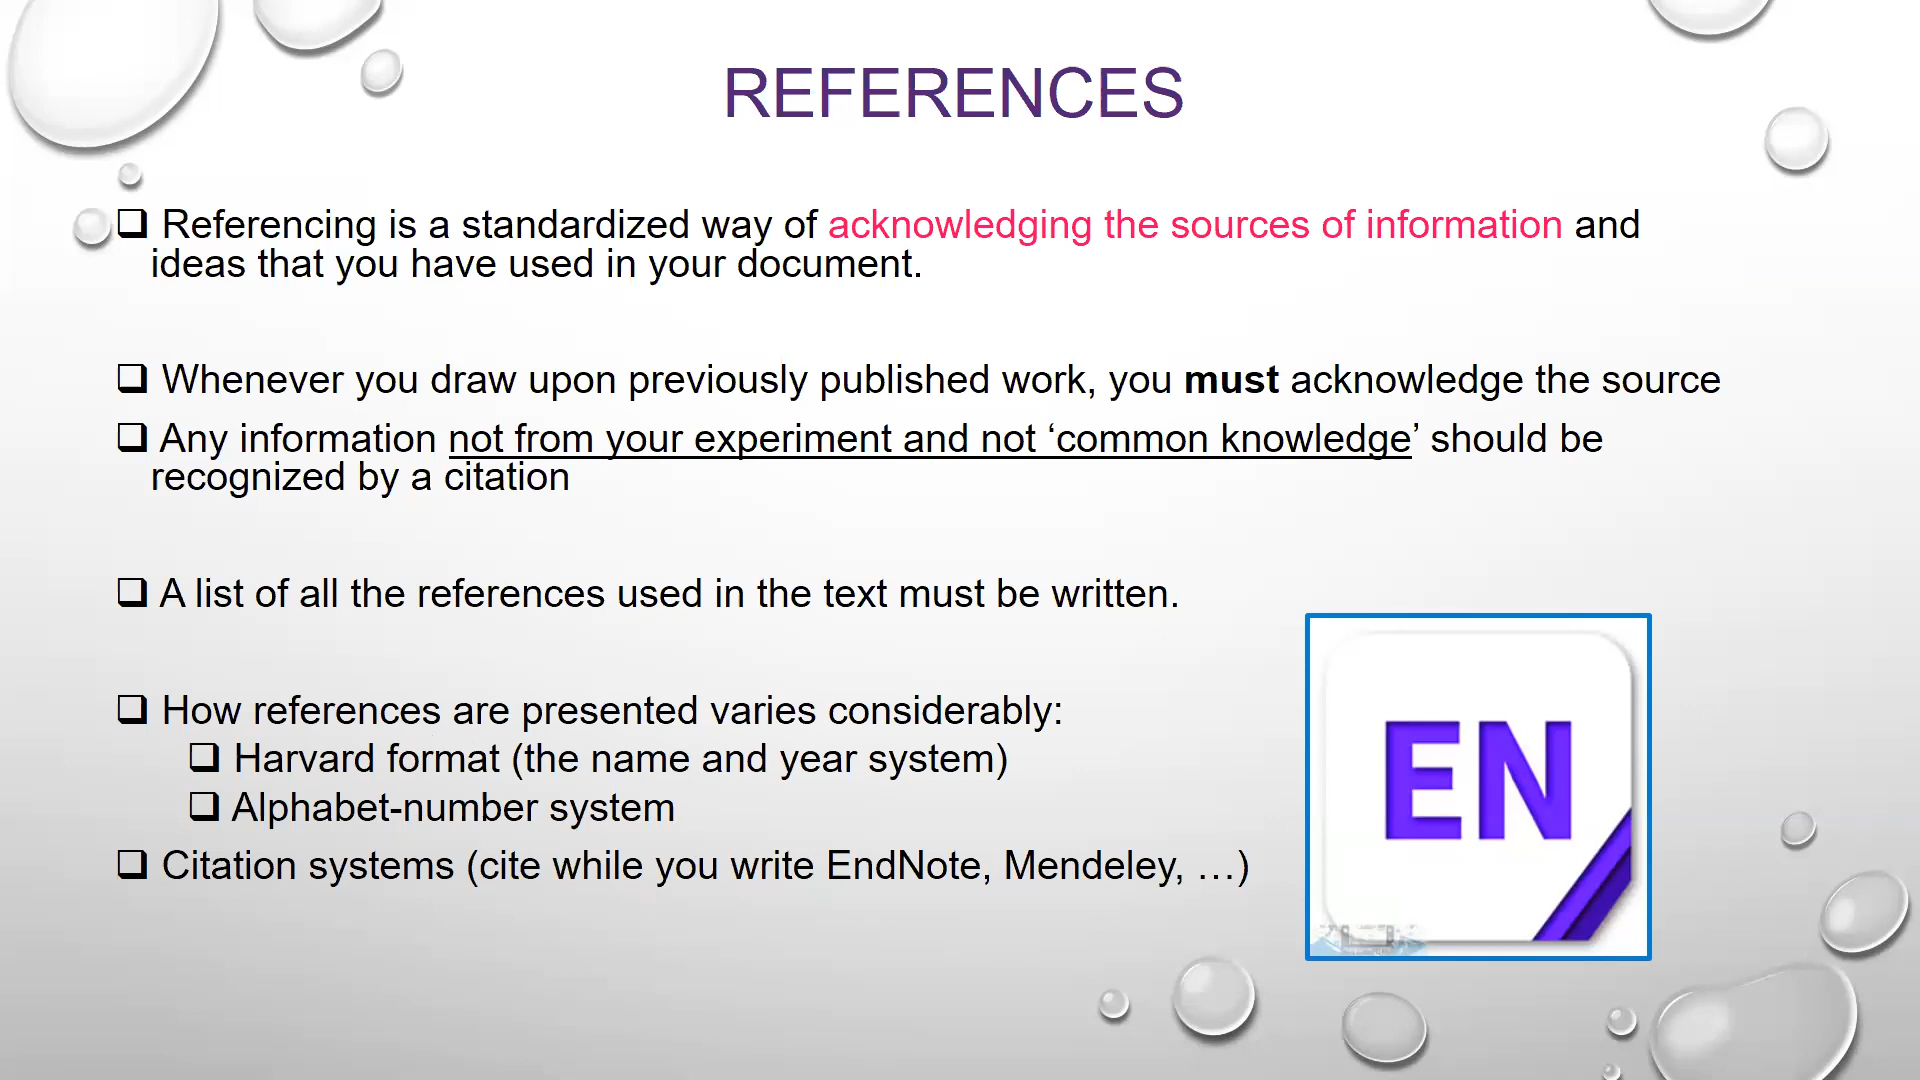 REFERENCES
❑ Referencing is a standardized way of acknowledging the sources of information and
ideas that you have used in your document.
❑ Whenever you draw upon previously published work, you must acknowledge the source
❑ Any information not from your experiment and not ‘common knowledge’ should be
recognized by a citation
❑ A list of all the references used in the text must be written.
❑ How references are presented varies considerably:
❑ Harvard format (the name and year system)
❑ Alphabet-number system
❑ Citation systems (cite while you write EndNote, Mendeley, …)
EN